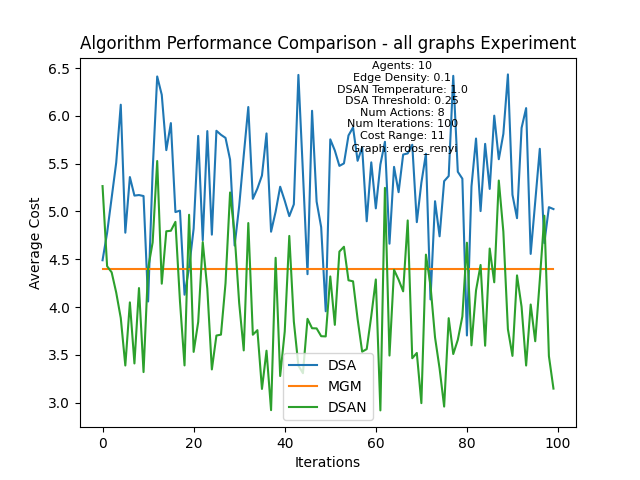 Algorithm Performance Comparison - all graphs Experiment
Agents: 10
Edge Density: 0.1
DSAN Temperature: 1.0
DSA Threshold: 0.25
Num Actions: 8
Num Iterations: 100
Cost Range: 11
Graph: erdos_renyi
6.5
6.0
5.5
5.0
4.5
4.0
3.5
3.0
Average Cost
DSA
MGM
DSAN
0
20
40
60
80
100
Iterations